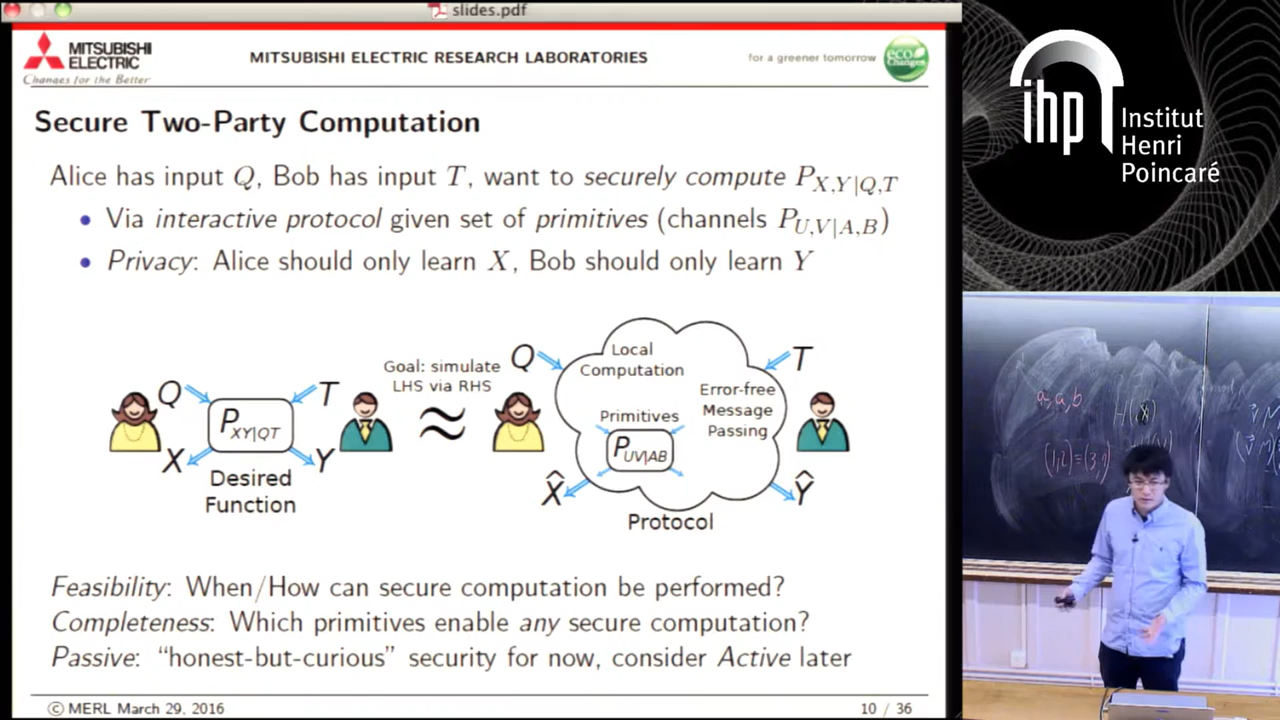 slides.pdf
MITSUBISHI ELECTRIC
Changes for the Better
MITSUBISHI ELECTRIC RESEARCH LABORATORIES
for a greener tomorrow
eco Changes
Secure Two-Party Computation
Alice has input Q, Bob has input T, want to securely compute P_{X,Y|Q,T}
• Via interactive protocol given set of primitives (channels P_{U,V|A,B})
• Privacy: Alice should only learn X, Bob should only learn Y
Q
T
P_{XY|QT}
X
Y
Desired
Function
Goal: simulate
LHS via RHS
≈
Q
T
Local
Computation
Error-free
Message
Passing
Primitives
P_{UV|AB}
X̂
Ŷ
Protocol
Feasibility: When/How can secure computation be performed?
Completeness: Which primitives enable any secure computation?
Passive: “honest-but-curious” security for now, consider Active later
© MERL March 29, 2016
10 / 36
ihp
Institut
Henri
Poincaré
a, a, b
H(X)